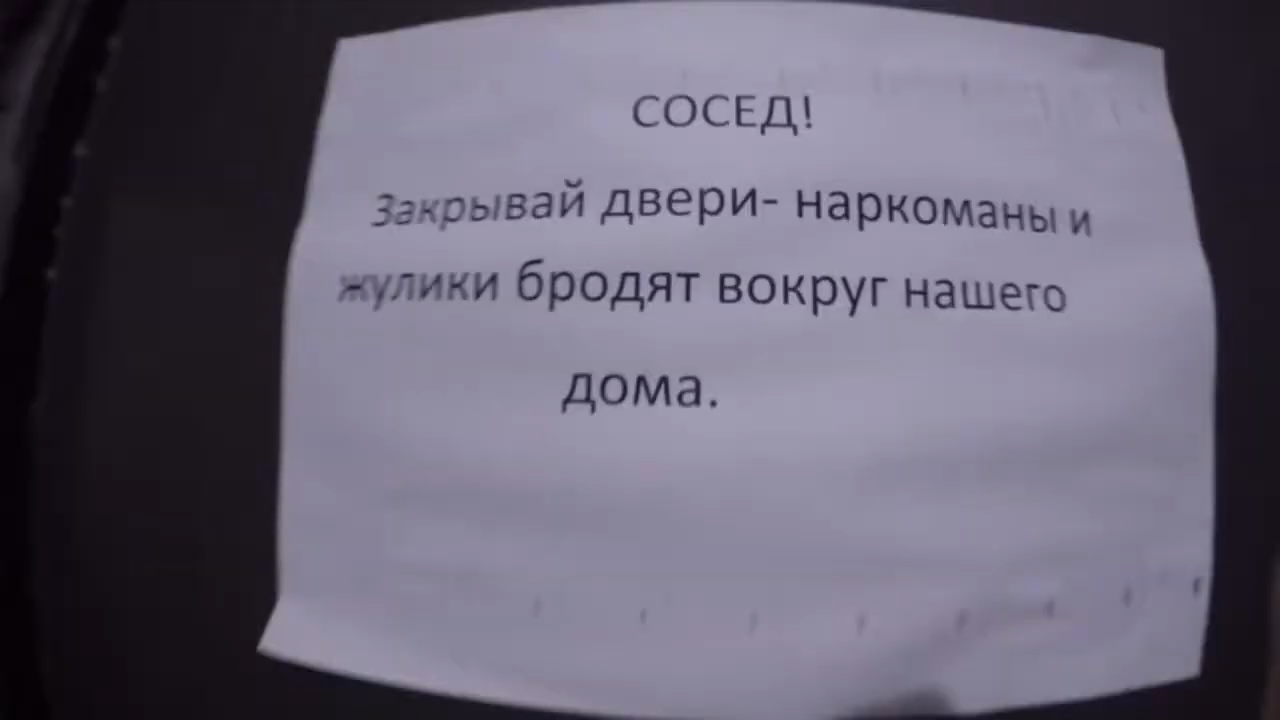 СОСЕД!
Закрывай двери- наркоманы и
жулики бродят вокруг нашего
дома.